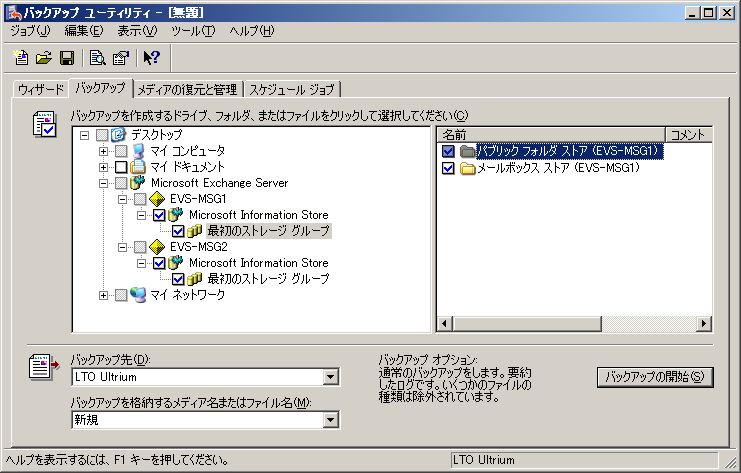 バックアップ ユーティリティ - [無題]
ジョブ(J) 編集(E) 表示(V) ツール(T) ヘルプ(H)
ウィザード バックアップ メディアの復元と管理 スケジュール ジョブ
バックアップを作成するドライブ、フォルダ、またはファイルをクリックして選択してください(C)
デスクトップ
マイ コンピュータ
マイ ドキュメント
Microsoft Exchange Server
EVS-MSG1
Microsoft Information Store
最初のストレージ グループ
EVS-MSG2
Microsoft Information Store
最初のストレージ グループ
マイ ネットワーク
名前 コメント
パブリック フォルダ ストア (EVS-MSG1)
メールボックス ストア (EVS-MSG1)
バックアップ先(D):
LTO Ultrium
バックアップを格納するメディア名またはファイル名(M):
新規
バックアップ オプション:
通常のバックアップをします。要約
したログです。いくつかのファイルの
種類は除外されています。
バックアップの開始(S)
ヘルプを表示するには、F1 キーを押してください。
LTO Ultrium